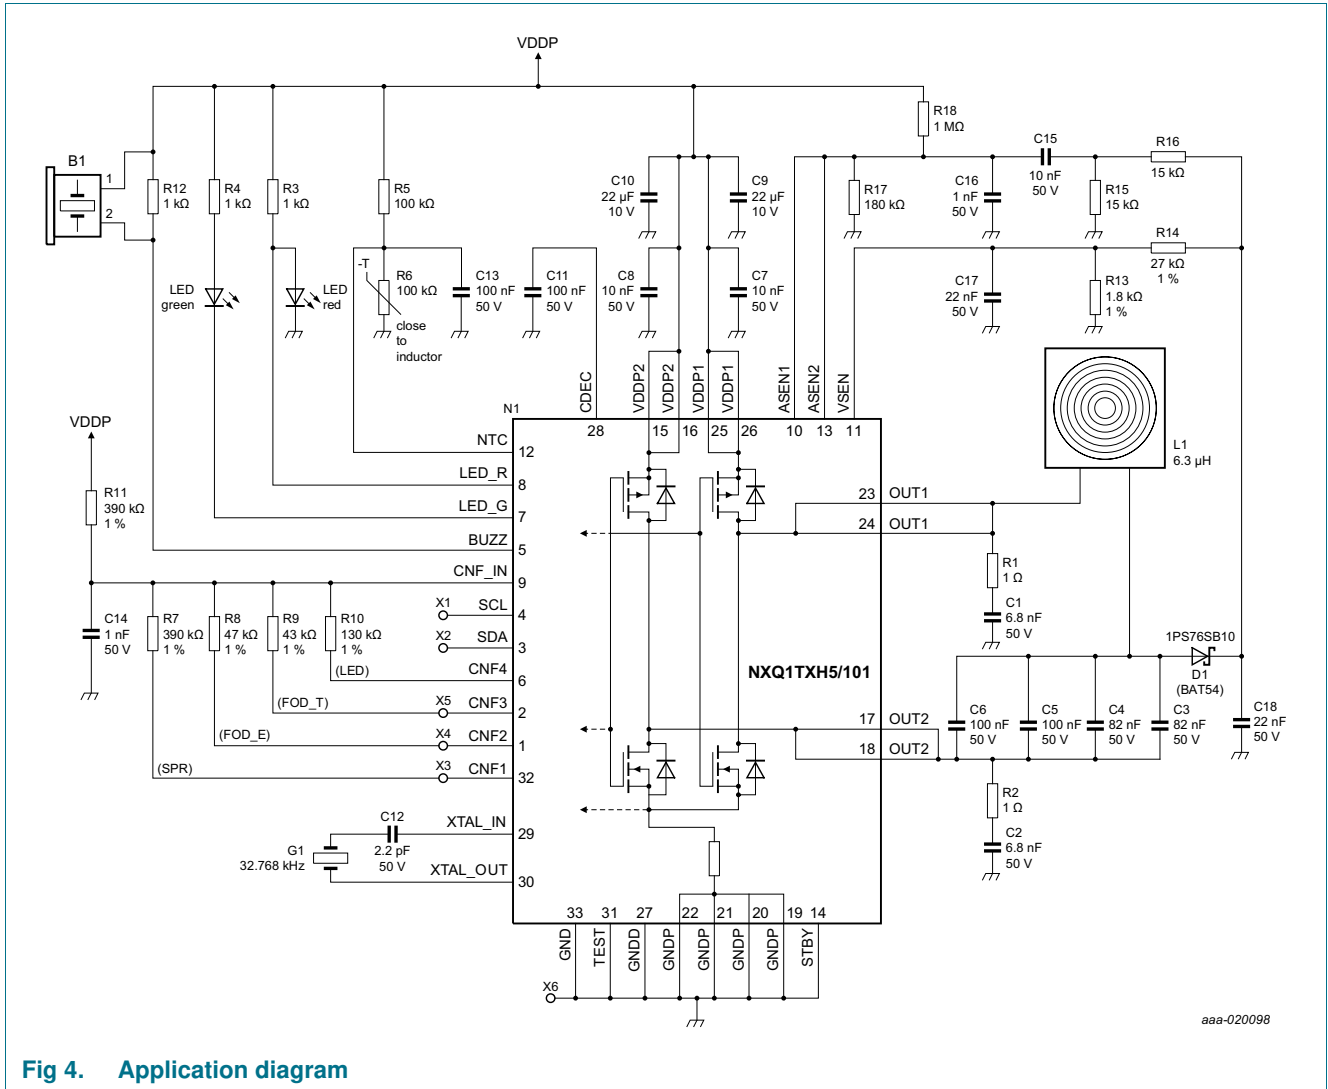 VDDP
R18
1 MΩ
B1
1
2
R12
1 kΩ
R4
1 kΩ
R3
1 kΩ
R5
100 kΩ
C10
22 µF
10 V
C9
22 µF
10 V
R17
180 kΩ
C16
1 nF
50 V
C15
10 nF
50 V
R15
15 kΩ
R16
15 kΩ
R14
27 kΩ
1 %
LED
green
LED
red
-T
R6
100 kΩ
close
to
inductor
C13
100 nF
50 V
C11
100 nF
50 V
C8
10 nF
50 V
C7
10 nF
50 V
C17
22 nF
50 V
R13
1.8 kΩ
1 %
L1
6.3 µH
N1
CDEC
VDDP2
VDDP2
VDDP1
VDDP1
ASEN1
ASEN2
VSEN
28
15
16
25
26
10
13
11
VDDP
R11
390 kΩ
1 %
NTC
12
LED_R
8
LED_G
7
BUZZ
5
CNF_IN
9
X1
SCL
4
X2
SDA
3
CNF4
6
X5
CNF3
2
X4
CNF2
1
X3
CNF1
32
C14
1 nF
50 V
R7
390 kΩ
1 %
R8
47 kΩ
1 %
R9
43 kΩ
1 %
R10
130 kΩ
1 %
(LED)
(FOD_T)
(FOD_E)
(SPR)
23
OUT1
24
OUT1
R1
1 Ω
C1
6.8 nF
50 V
NXQ1TXH5/101
1PS76SB10
D1
(BAT54)
17
OUT2
18
OUT2
C6
100 nF
50 V
C5
100 nF
50 V
C4
82 nF
50 V
C3
82 nF
50 V
C18
22 nF
50 V
R2
1 Ω
C2
6.8 nF
50 V
G1
32.768 kHz
C12
2.2 pF
50 V
XTAL_IN
29
XTAL_OUT
30
33
31
27
22
21
20
19
14
GND
TEST
GNDD
GNDP
GNDP
GNDP
GNDP
STBY
X6
aaa-020098
Fig 4. Application diagram